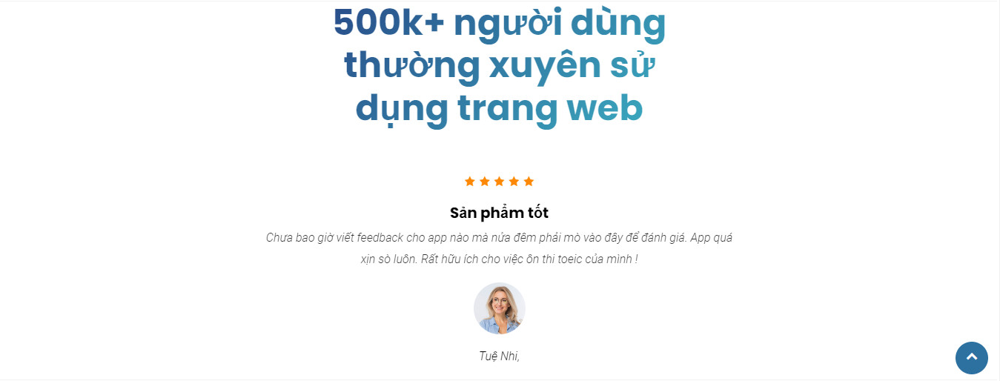 500k+ người dùng
thường xuyên sử
dụng trang web
Sản phẩm tốt
Chưa bao giờ viết feedback cho app nào mà nửa đêm phải mò vào đây để đánh giá. App quá
xịn sò luôn. Rất hữu ích cho việc ôn thi toeic của mình !
Tuệ Nhi,